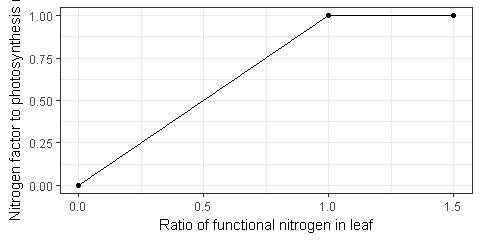 Nitrogen factor to photosynthesis
1.00
0.75
0.50
0.25
0.00
0.0 0.5 1.0 1.5
Ratio of functional nitrogen in leaf